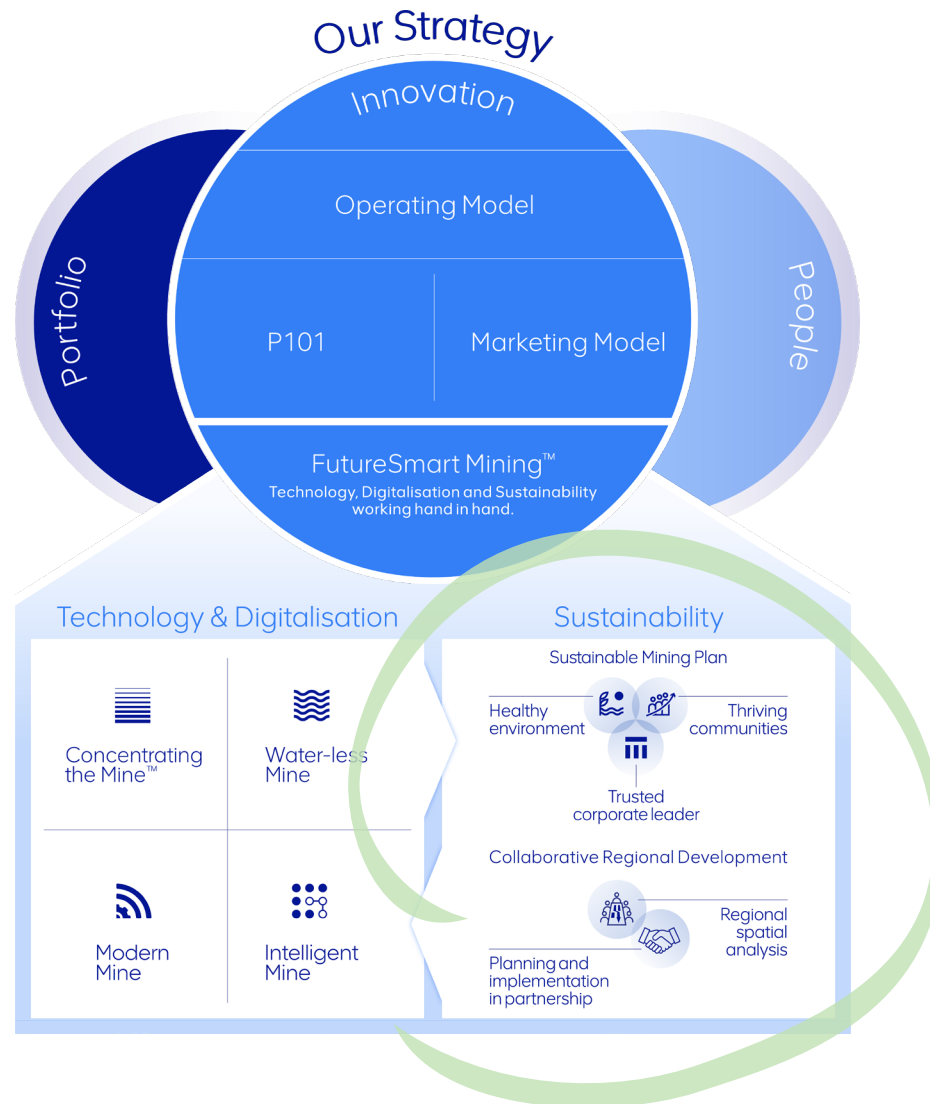 Our Strategy
Innovation
Operating Model
Portfolio
People
P101
Marketing Model
FutureSmart Mining™
Technology, Digitalisation and Sustainability
working hand in hand.
Technology & Digitalisation
Concentrating
the Mine™
Water-less
Mine
Modern
Mine
Intelligent
Mine
Sustainability
Sustainable Mining Plan
Healthy
environment
Thriving
communities
Trusted
corporate leader
Collaborative Regional Development
Regional
spatial
analysis
Planning and
implementation
in partnership